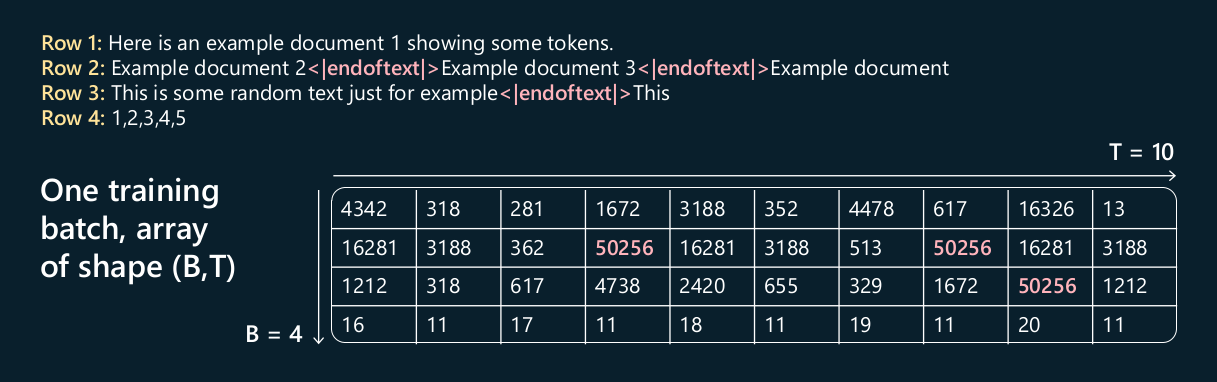 Row 1: Here is an example document 1 showing some tokens.
Row 2: Example document 2<|endoftext|>Example document 3<|endoftext|>Example document
Row 3: This is some random text just for example<|endoftext|>This
Row 4: 1,2,3,4,5
T = 10
One training
batch, array
of shape (B,T)
B = 4
4342 318 281 1672 3188 352 4478 617 16326 13
16281 3188 362 50256 16281 3188 513 50256 16281 3188
1212 318 617 4738 2420 655 329 1672 50256 1212
16 11 17 11 18 11 19 11 20 11